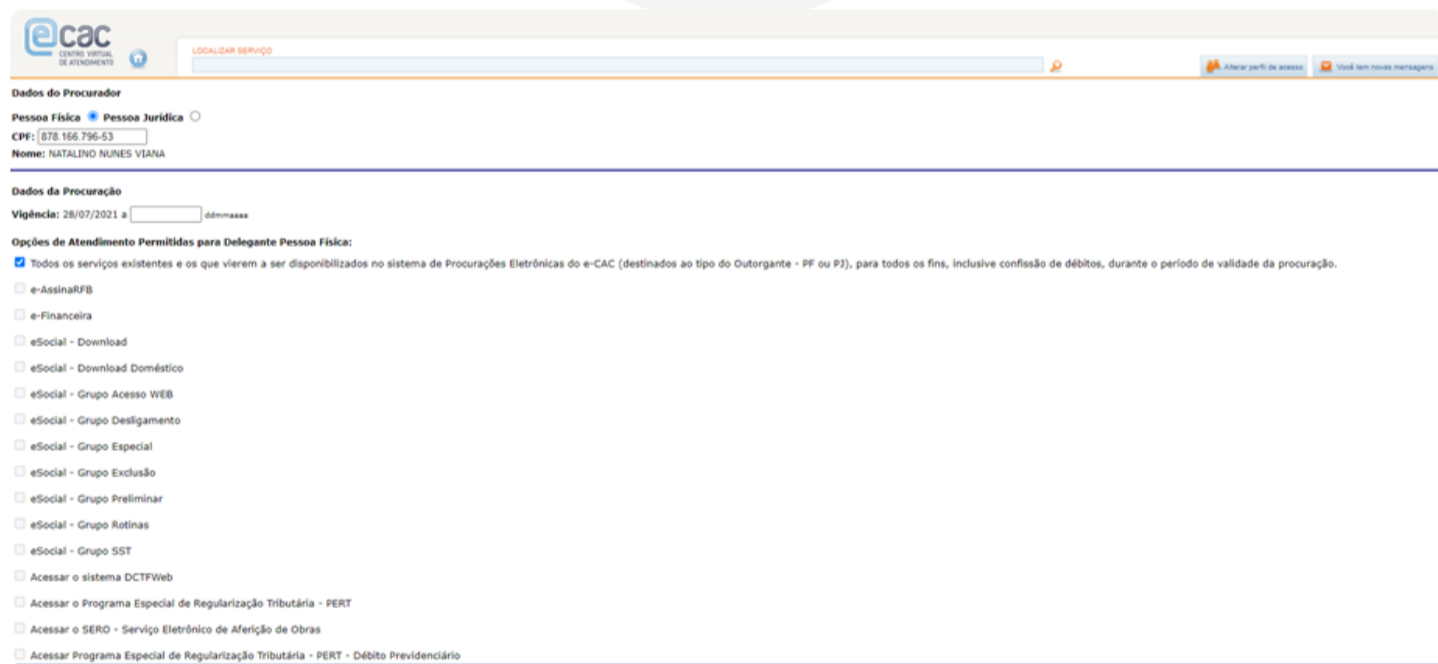 e cac
CENTRO VIRTUAL
DE ATENDIMENTO
LOCALIZAR SERVIÇO
Alterar perfil de acesso
Você tem novas mensagens
Dados do Procurador
Pessoa Física Pessoa Jurídica
CPF: 878.166.796-53
Nome: NATALINO NUNES VIANA
Dados da Procuração
Vigência: 28/07/2021 a ddmmaaaa
Opções de Atendimento Permitidas para Delegante Pessoa Física:
Todos os serviços existentes e os que vierem a ser disponibilizados no sistema de Procurações Eletrônicas do e-CAC (destinados ao tipo do Outorgante - PF ou PJ), para todos os fins, inclusive confissão de débitos, durante o período de validade da procuração.
e-AssinaRFB
e-Financeira
eSocial - Download
eSocial - Download Doméstico
eSocial - Grupo Acesso WEB
eSocial - Grupo Desligamento
eSocial - Grupo Especial
eSocial - Grupo Exclusão
eSocial - Grupo Preliminar
eSocial - Grupo Rotinas
eSocial - Grupo SST
Acessar o sistema DCTFWeb
Acessar o Programa Especial de Regularização Tributária - PERT
Acessar o SERO - Serviço Eletrônico de Aferição de Obras
Acessar Programa Especial de Regularização Tributária - PERT - Débito Previdenciário